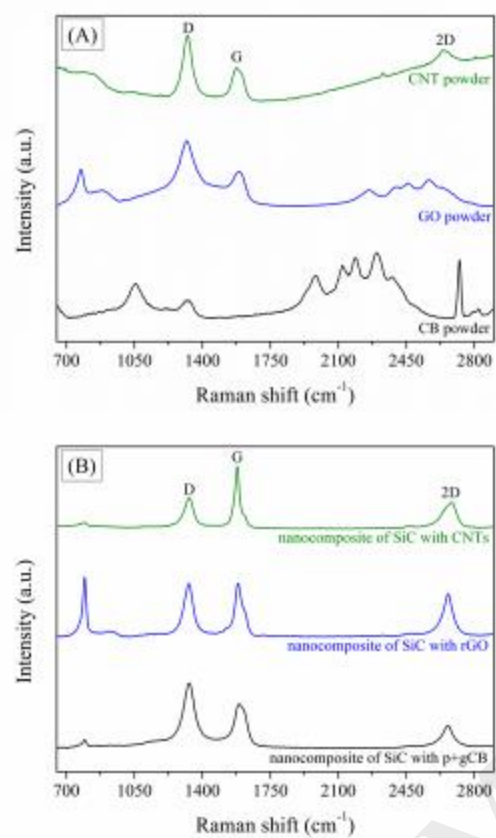 (A)
D
G
2D
CNT powder
GO powder
CB powder
Intensity (a.u.)
700 1050 1400 1750 2100 2450 2800
Raman shift (cm⁻¹)
(B)
D
G
2D
nanocomposite of SiC with CNTs
nanocomposite of SiC with rGO
nanocomposite of SiC with p+gCB
Intensity (a.u.)
700 1050 1400 1750 2100 2450 2800
Raman shift (cm⁻¹)